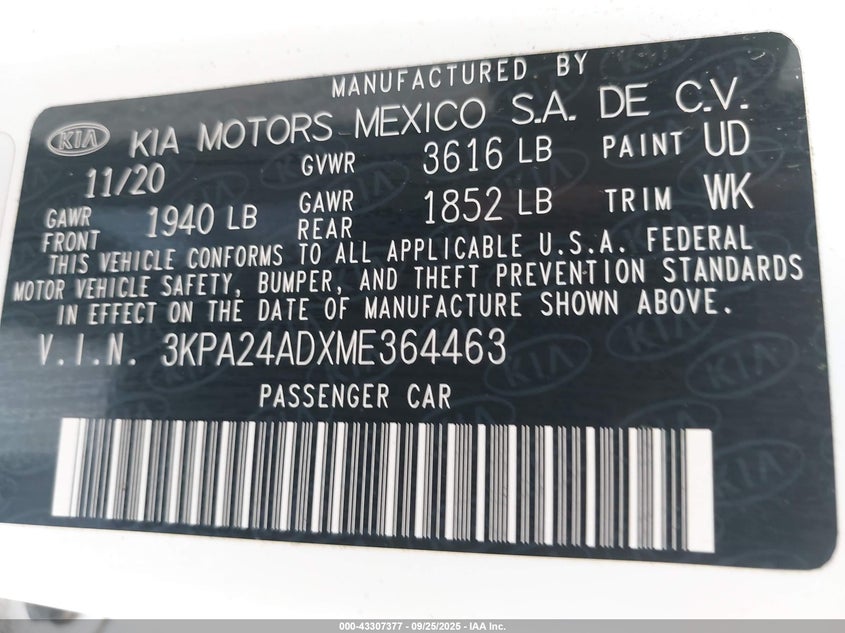 MANUFACTURED BY
KIA KIA MOTORS MEXICO S.A. DE C.V.
11/20 GVWR 3616 LB PAINT UD
GAWR FRONT 1940 LB GAWR REAR 1852 LB TRIM WK
THIS VEHICLE CONFORMS TO ALL APPLICABLE U.S.A. FEDERAL
MOTOR VEHICLE SAFETY, BUMPER, AND THEFT PREVENTION STANDARDS
IN EFFECT ON THE DATE OF MANUFACTURE SHOWN ABOVE.
V.I.N. 3KPA24ADXME364463
PASSENGER CAR
000-43307377 - 09/25/2025 - IAA Inc.